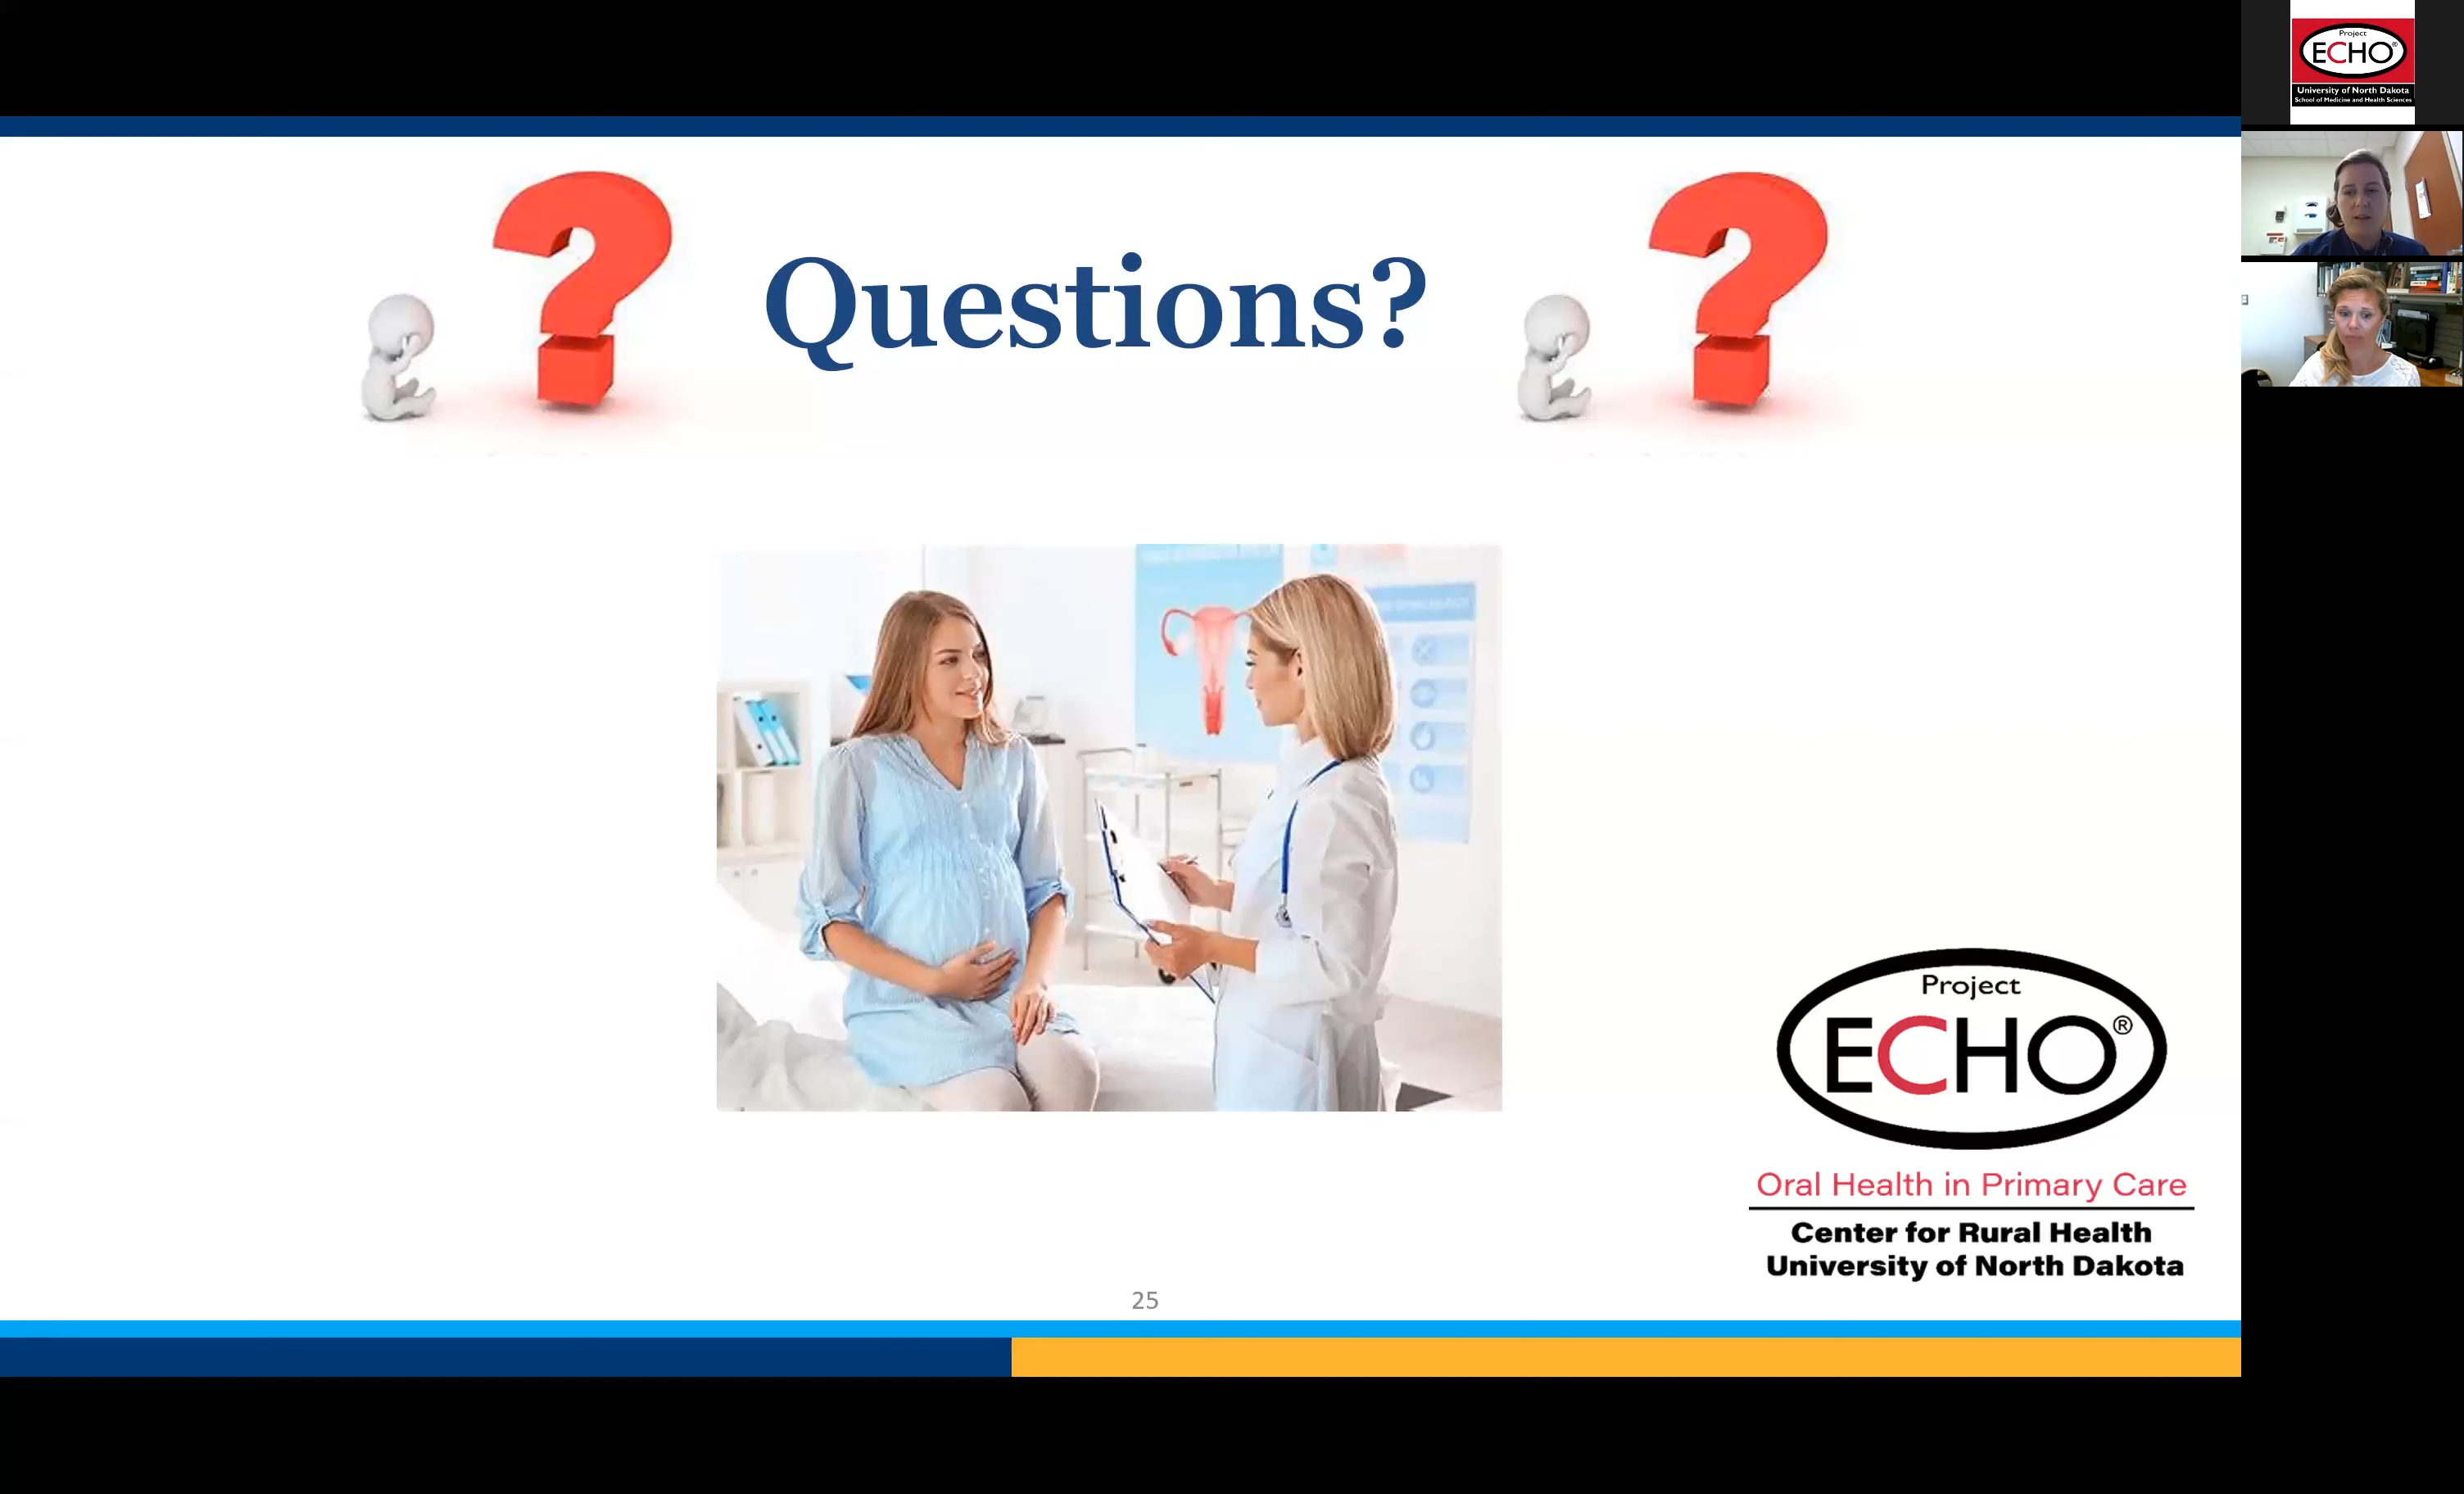 Questions?
Project
ECHO®
Oral Health in Primary Care
Center for Rural Health
University of North Dakota
25
Project
ECHO®
University of North Dakota
School of Medicine and Health Sciences